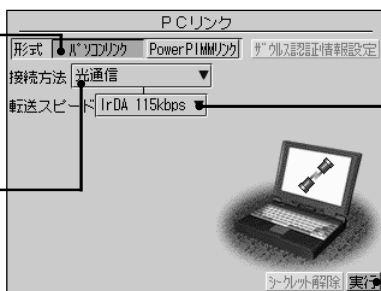 PCリンク
形式 パソコンリンク PowerPIMMリンク ザウルス認証情報設定
接続方法 光通信 ▼
転送スピード IrDA 115kbps ▼
シークレット解除 実行